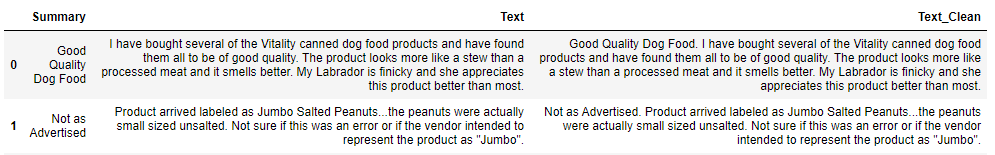 Summary Text Text_Clean
0 Good Quality Dog Food
I have bought several of the Vitality canned dog food products and have found
them all to be of good quality. The product looks more like a stew than a
processed meat and it smells better. My Labrador is finicky and she appreciates
this product better than most.
Good Quality Dog Food. I have bought several of the Vitality canned dog food
products and have found them all to be of good quality. The product looks more like
a stew than a processed meat and it smells better. My Labrador is finicky and she
appreciates this product better than most.
1 Not as Advertised
Product arrived labeled as Jumbo Salted Peanuts...the peanuts were actually
small sized unsalted. Not sure if this was an error or if the vendor intended to
represent the product as "Jumbo".
Not as Advertised. Product arrived labeled as Jumbo Salted Peanuts...the peanuts
were actually small sized unsalted. Not sure if this was an error or if the vendor
intended to represent the product as "Jumbo".